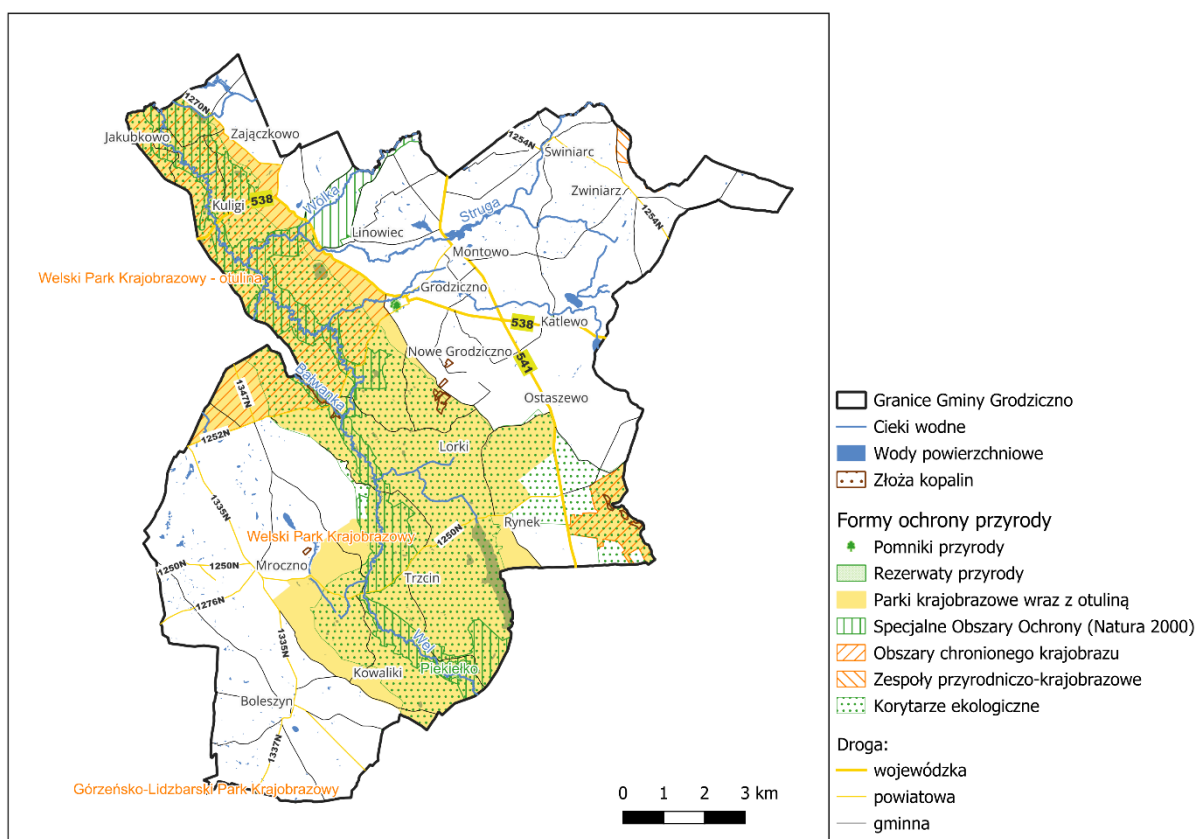 1270N
Jakubkowo
Zajączkowo
1254N
Świniarc
Zwiniarz
1254N
Kuligi
538
Wólka
Struga
Linowiec
Montowo
Welski Park Krajobrazowy - otulina
Grodziczno
538
Katlewo
541
Nowe Grodziczno
Bałwanka
1347N
Ostaszewo
1252N
Lorki
1335N
Rynek
Welski Park Krajobrazowy
1250N
1250N
1250N
Mroczno
Trzcin
1276N
1335N
Wel
Piekiełko
Kowaliki
Boleszyn
1337N
Górzeńsko-Lidzbarski Park Krajobrazowy
0 1 2 3 km
Granice Gminy Grodziczno
Cieki wodne
Wody powierzchniowe
Złoża kopalin
Formy ochrony przyrody
Pomniki przyrody
Rezerwaty przyrody
Parki krajobrazowe wraz z otuliną
Specjalne Obszary Ochrony (Natura 2000)
Obszary chronionego krajobrazu
Zespoły przyrodniczo-krajobrazowe
Korytarze ekologiczne
Droga:
wojewódzka
powiatowa
gminna